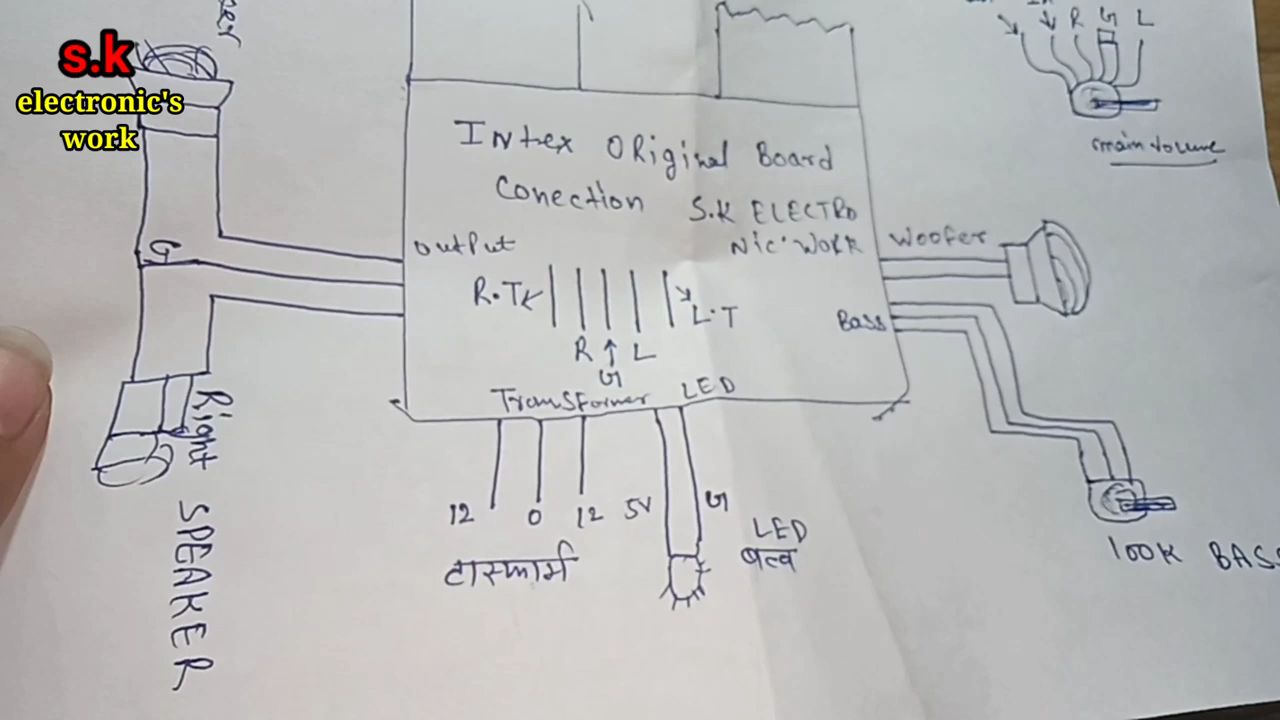 s.k
electronic's
work
R G L
main volume
Intex ORiginal Board
Conection S.K ELECTRO
Nic' WORK
OUTPUT
Woofer
G
R.T
L.T
Bass
R G L
Transformer LED
Right SPEAKER
12 0 12 5V G
LED
बल्व
टास्फार्म
100K BASS